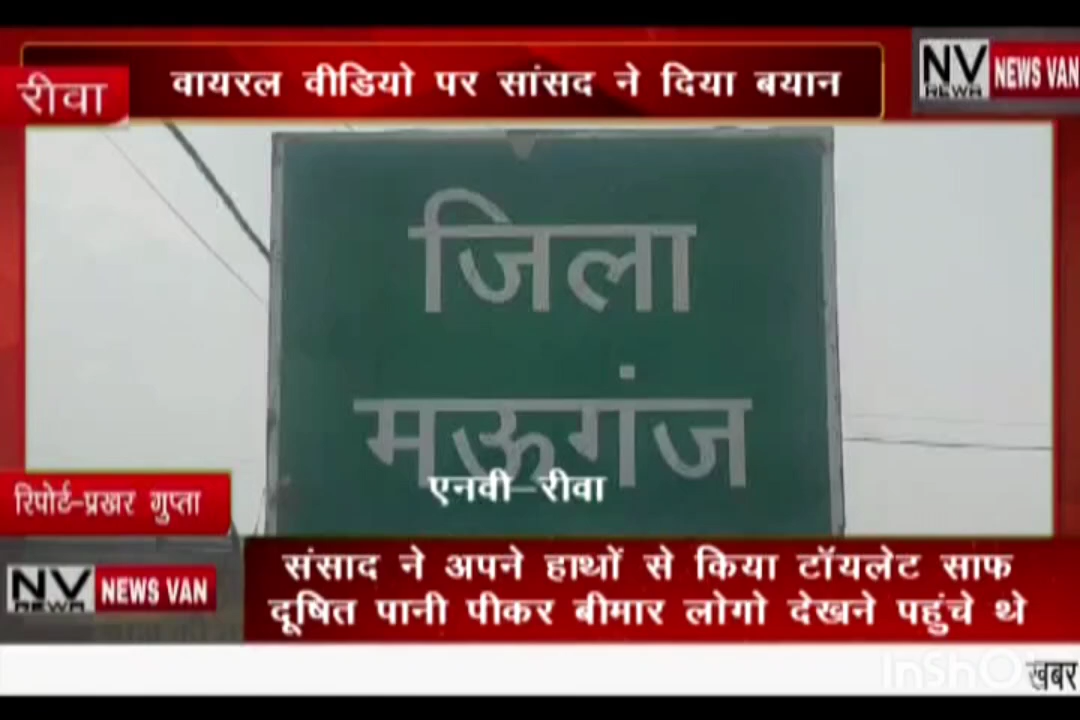 वायरल वीडियो पर सांसद ने दिया बयान
रीवा
NV
NEWS VAN
जिला
मऊगंज
एनवी रीवा
रिपोर्ट-प्रखर गुप्ता
NV
NEWS VAN
संसाद ने अपने हाथों से किया टॉयलेट साफ
दूषित पानी पीकर बीमार लोगो देखने पहुंचे थे
खबर